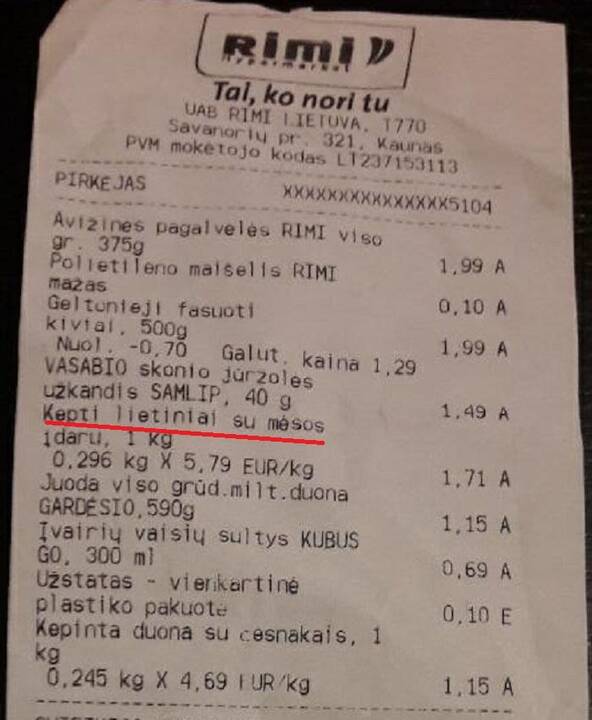 Rimi
Hypermarket
Tai, ko nori tu
UAB RIMI LIETUVA, T770
Savanorių pr. 321, Kaunas
PVM mokėtojo kodas LT237153113
PIRKĖJAS XXXXXXXXXXXXXXX5104
Avižinės pagalvelės RIMI viso
gr. 375g 1,99 A
Polietileno maišelis RIMI
mažas 0,10 A
Geltonieji fasuoti
kiviai, 500g 1,99 A
Nuol. -0,70 Galut. kaina 1,29
VASABIO skonio jūržolės
užkandis SAMLIP, 40 g 1,49 A
Kepti lietiniai su mėsos
įdaru, 1 kg
0,296 kg X 5,79 EUR/kg 1,71 A
Juoda viso grūd.milt.duona
GARDĖSIO,590g 1,15 A
Įvairių vaisių sultys KUBUS
GO, 300 ml 0,69 A
Užstatas - vienkartinė
plastiko pakuotė 0,10 E
Kepinta duona su česnakais, 1
kg
0,245 kg X 4,69 EUR/kg 1,15 A